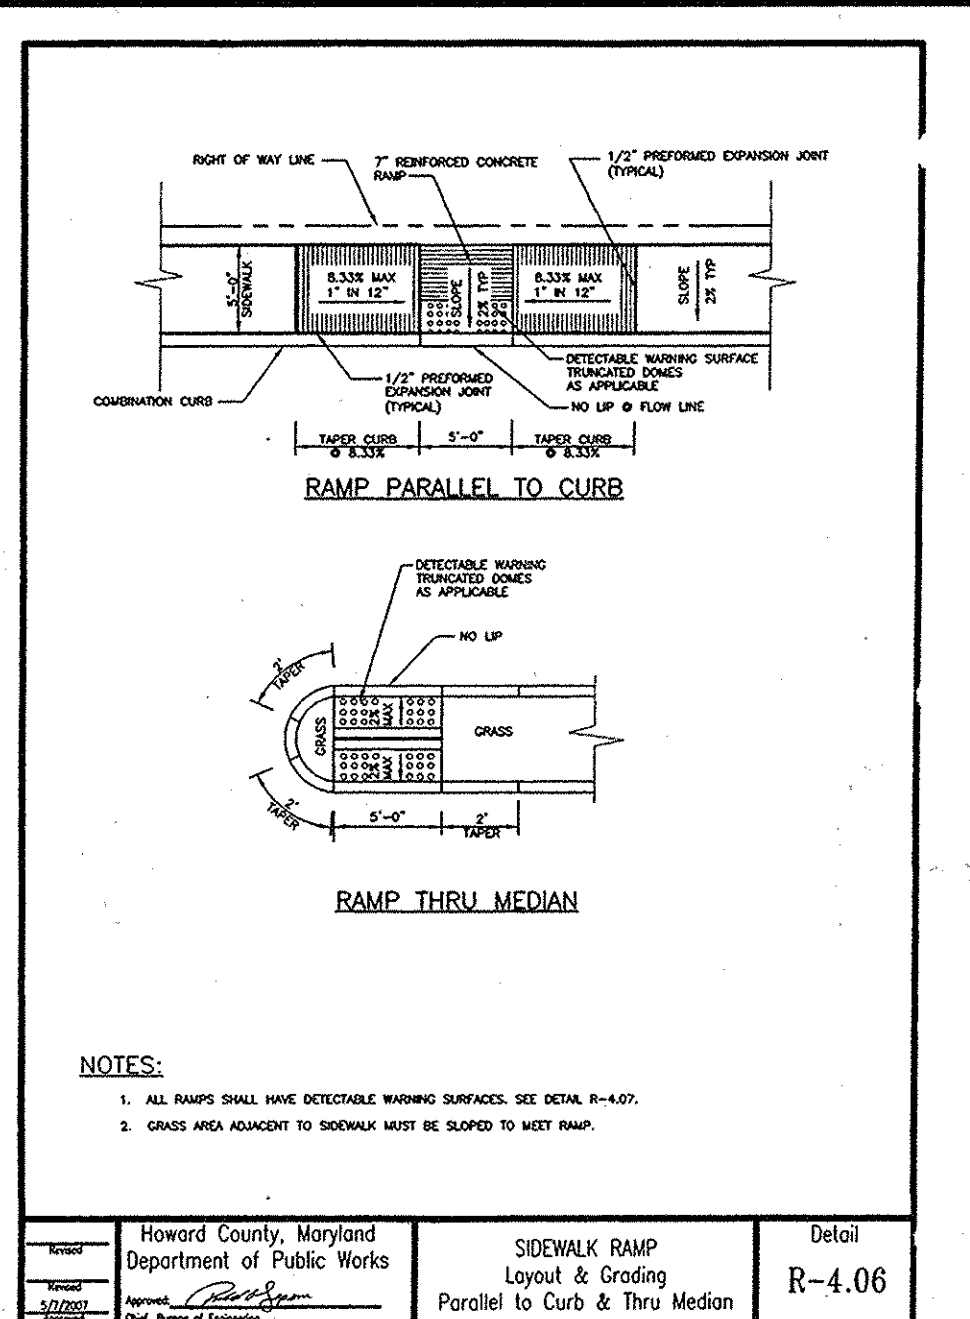 RIGHT OF WAY LINE
7" REINFORCED CONCRETE
RAMP
1/2" PREFORMED EXPANSION JOINT
(TYPICAL)
5'-0"
SIDEWALK
8.33% MAX
1" IN 12"
SLOPE
2% TYP
8.33% MAX
1" IN 12"
SLOPE
2% TYP
COMBINATION CURB
1/2" PREFORMED
EXPANSION JOINT
(TYPICAL)
DETECTABLE WARNING SURFACE
TRUNCATED DOMES
AS APPLICABLE
NO LIP @ FLOW LINE
TAPER CURB
@ 8.33%
5'-0"
TAPER CURB
@ 8.33%
RAMP PARALLEL TO CURB
DETECTABLE WARNING
TRUNCATED DOMES
AS APPLICABLE
NO LIP
2'
TAPER
GRASS
2%
MAX
2%
MAX
GRASS
2'
TAPER
5'-0"
2'
TAPER
RAMP THRU MEDIAN
NOTES:
1. ALL RAMPS SHALL HAVE DETECTABLE WARNING SURFACES. SEE DETAIL R-4.07.
2. GRASS AREA ADJACENT TO SIDEWALK MUST BE SLOPED TO MEET RAMP.
Revised
Revised
5/7/2007
Approved
Howard County, Maryland
Department of Public Works
Approved:
Chief, Bureau of Engineering
SIDEWALK RAMP
Layout & Grading
Parallel to Curb & Thru Median
Detail
R-4.06